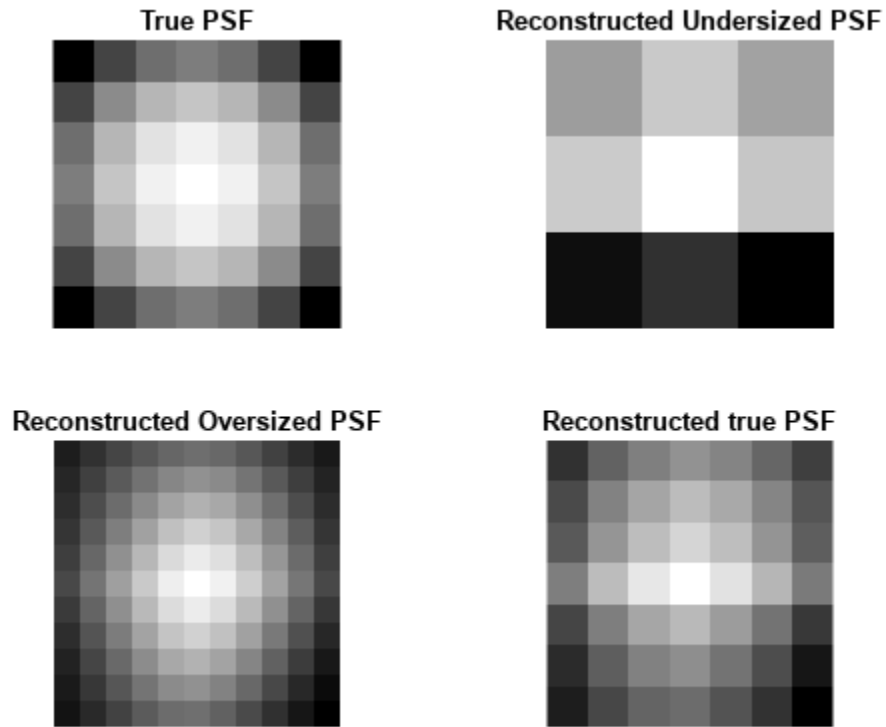 True PSF
Reconstructed Undersized PSF
Reconstructed Oversized PSF
Reconstructed true PSF